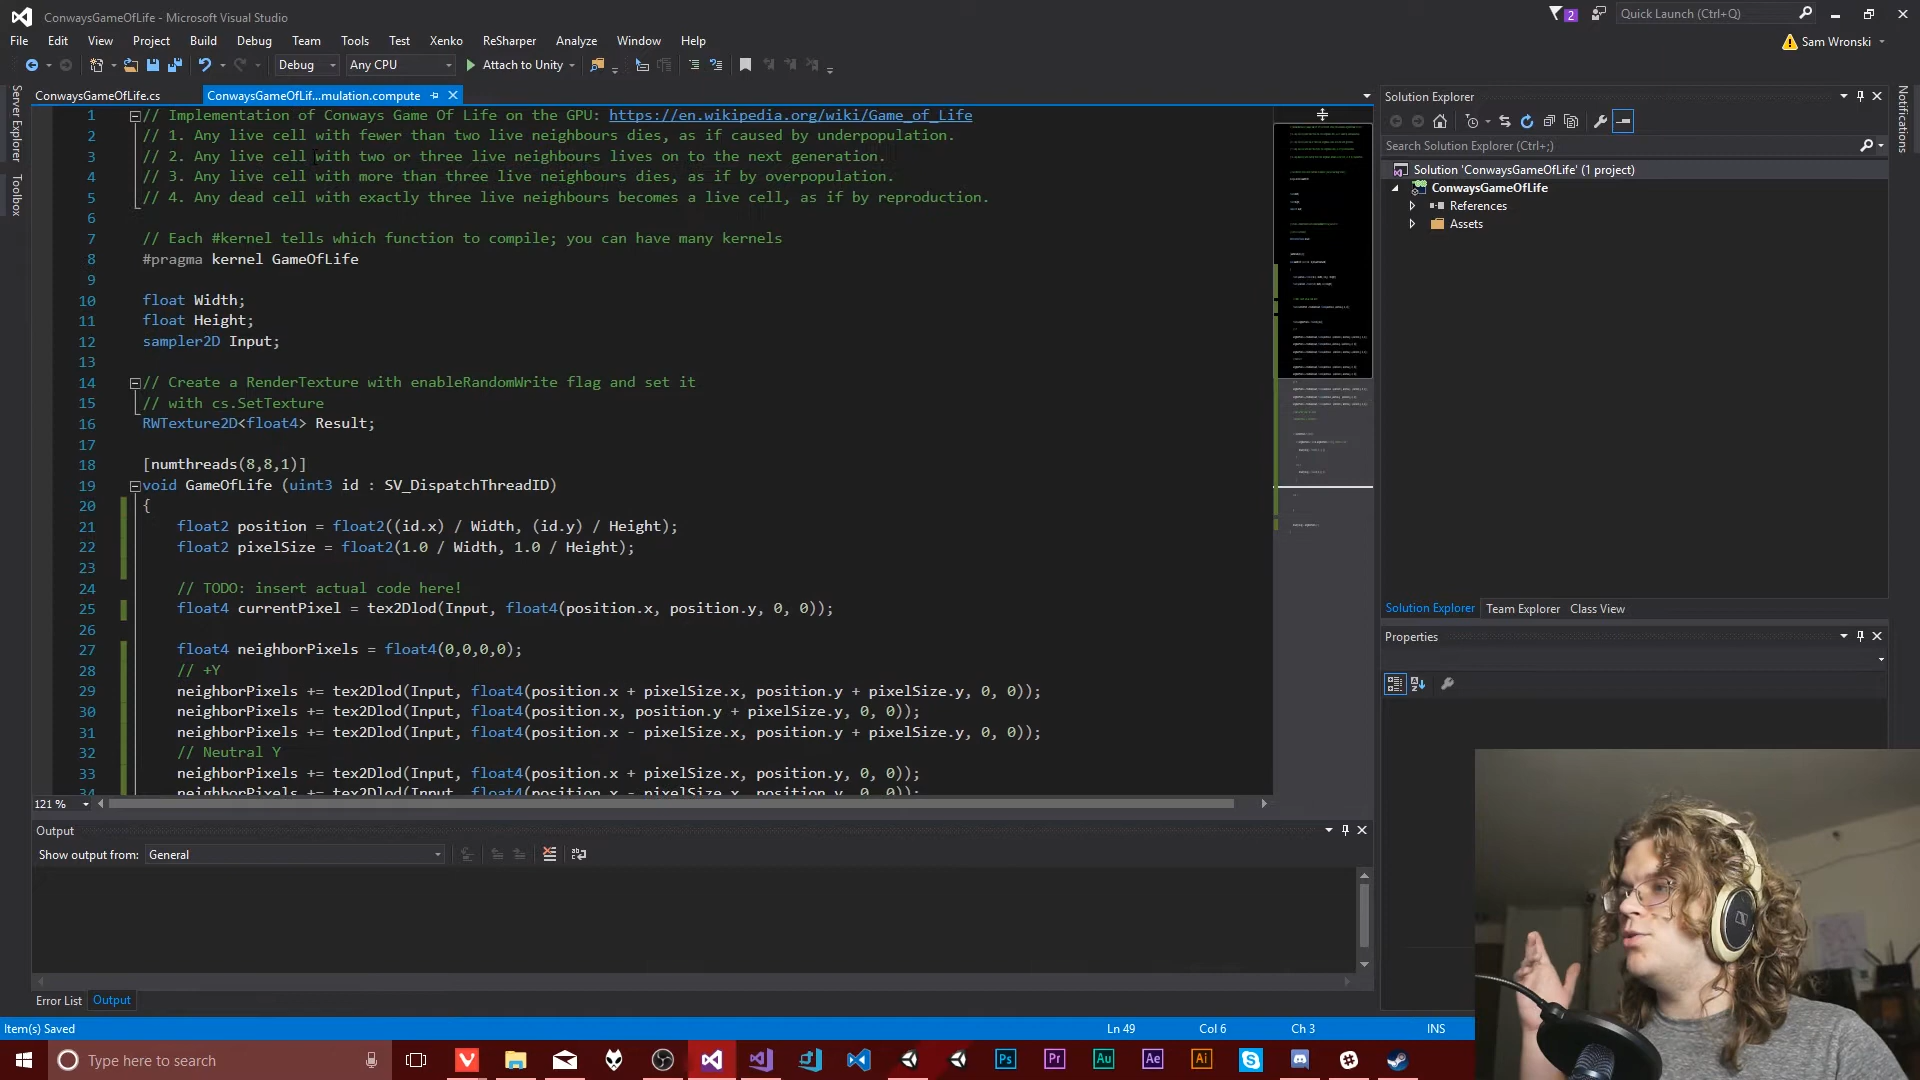 ConwaysGameOfLife - Microsoft Visual Studio
2
Quick Launch (Ctrl+Q)
File Edit View Project Build Debug Team Tools Test Xenko ReSharper Analyze Window Help
Sam Wronski
Debug Any CPU Attach to Unity
Server Explorer
Toolbox
ConwaysGameOfLife.cs ConwaysGameOfLif...mulation.compute
1 // Implementation of Conways Game Of Life on the GPU: https://en.wikipedia.org/wiki/Game_of_Life
2 // 1. Any live cell with fewer than two live neighbours dies, as if caused by underpopulation.
3 // 2. Any live cell with two or three live neighbours lives on to the next generation.
4 // 3. Any live cell with more than three live neighbours dies, as if by overpopulation.
5 // 4. Any dead cell with exactly three live neighbours becomes a live cell, as if by reproduction.
6
7 // Each #kernel tells which function to compile; you can have many kernels
8 #pragma kernel GameOfLife
9
10 float Width;
11 float Height;
12 sampler2D Input;
13
14 // Create a RenderTexture with enableRandomWrite flag and set it
15 // with cs.SetTexture
16 RWTexture2D<float4> Result;
17
18 [numthreads(8,8,1)]
19 void GameOfLife (uint3 id : SV_DispatchThreadID)
20 {
21 float2 position = float2((id.x) / Width, (id.y) / Height);
22 float2 pixelSize = float2(1.0 / Width, 1.0 / Height);
23
24 // TODO: insert actual code here!
25 float4 currentPixel = tex2Dlod(Input, float4(position.x, position.y, 0, 0));
26
27 float4 neighborPixels = float4(0,0,0,0);
28 // +Y
29 neighborPixels += tex2Dlod(Input, float4(position.x + pixelSize.x, position.y + pixelSize.y, 0, 0));
30 neighborPixels += tex2Dlod(Input, float4(position.x, position.y + pixelSize.y, 0, 0));
31 neighborPixels += tex2Dlod(Input, float4(position.x - pixelSize.x, position.y + pixelSize.y, 0, 0));
32 // Neutral Y
33 neighborPixels += tex2Dlod(Input, float4(position.x + pixelSize.x, position.y, 0, 0));
34 neighborPixels += tex2Dlod(Input, float4(position.x - pixelSize.x, position.y, 0, 0));
121 %
Output
Show output from: General
Error List Output
Solution Explorer
Search Solution Explorer (Ctrl+;)
Solution 'ConwaysGameOfLife' (1 project)
ConwaysGameOfLife
References
Assets
Solution Explorer Team Explorer Class View
Properties
Notifications
Item(s) Saved Ln 49 Col 6 Ch 3 INS
Type here to search
Ps Pr Au Ae Ai